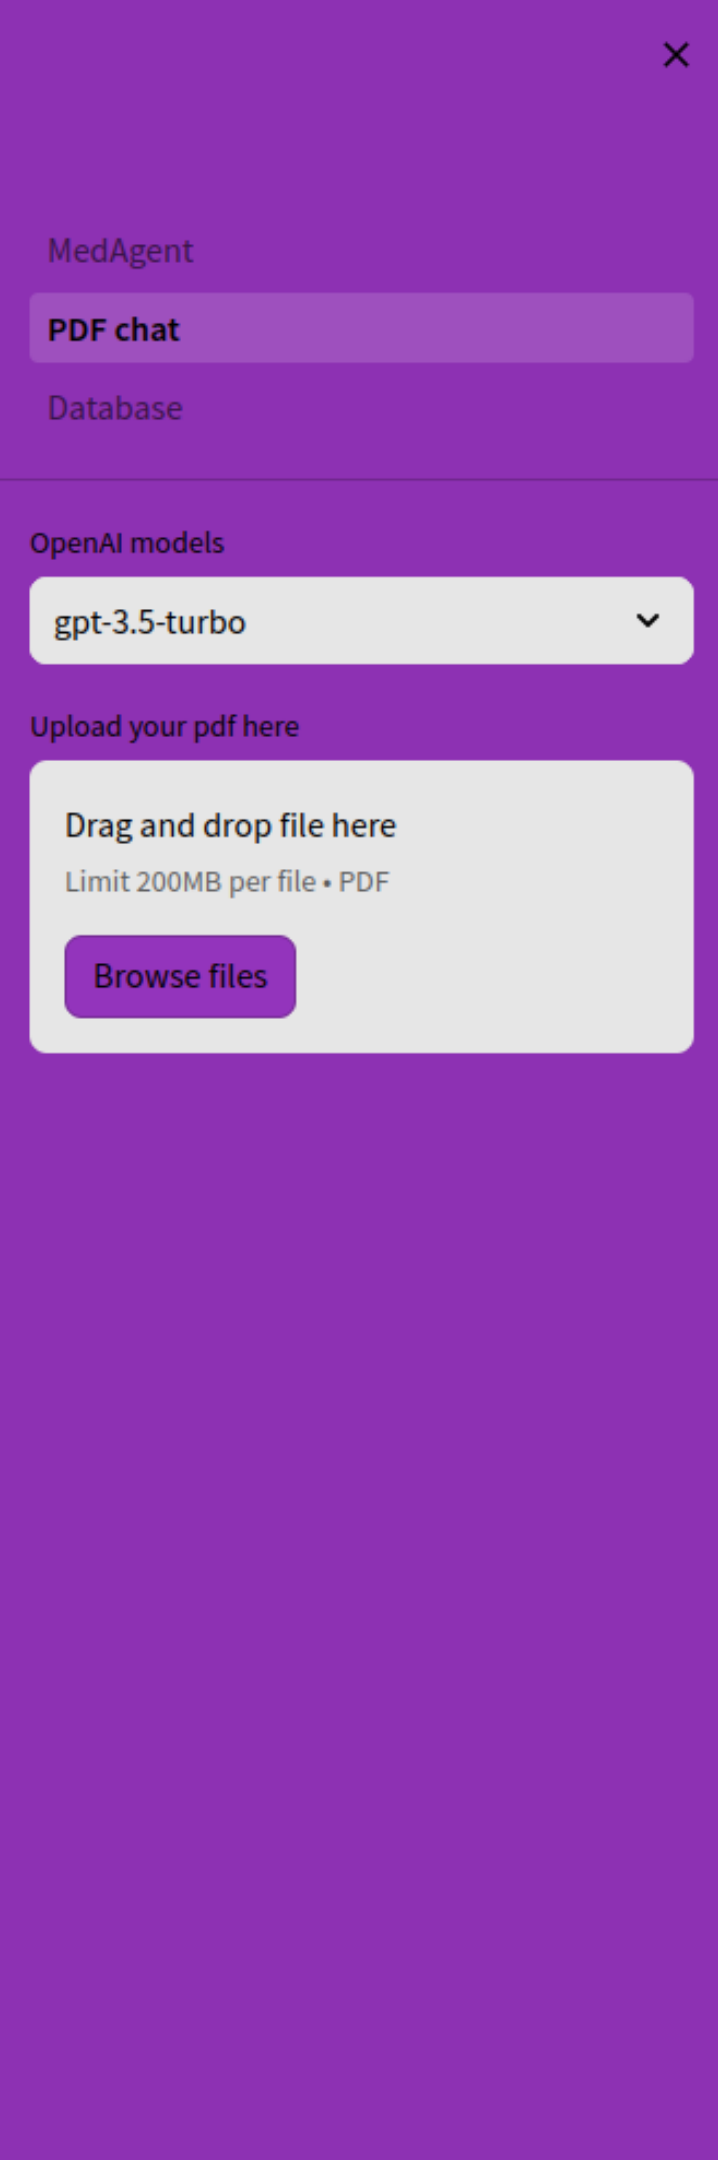 MedAgent
PDF chat
Database
OpenAI models
gpt-3.5-turbo
Upload your pdf here
Drag and drop file here
Limit 200MB per file • PDF
Browse files